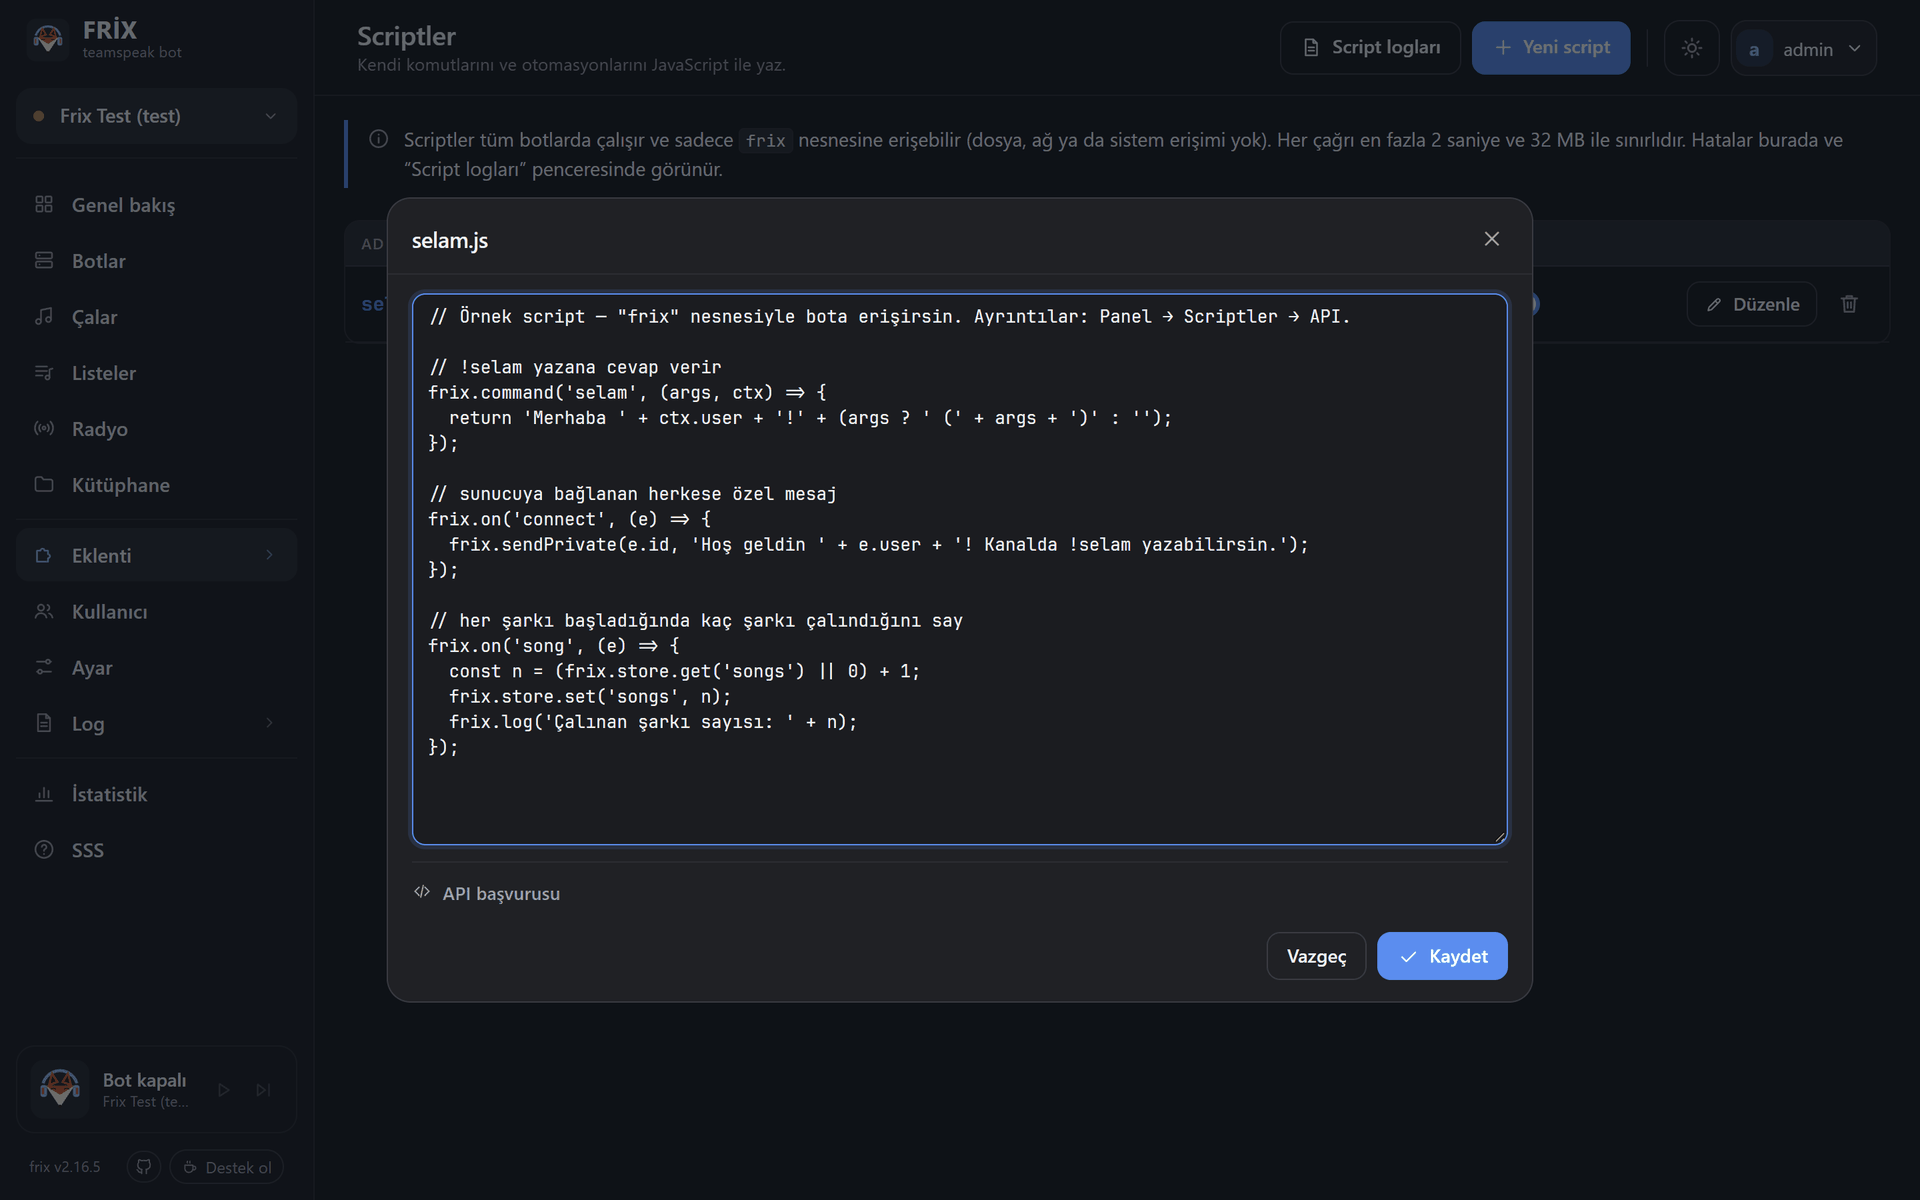 FRİX
teamspeak bot
Frix Test (test)
Genel bakış
Botlar
Çalar
Listeler
Radyo
Kütüphane
Eklenti
Kullanıcı
Ayar
Log
İstatistik
SSS
Bot kapalı
Frix Test (te...
frix v2.16.5
Destek ol
Scriptler
Kendi komutlarını ve otomasyonlarını JavaScript ile yaz.
Script logları
Yeni script
a
admin
Scriptler tüm botlarda çalışır ve sadece frix nesnesine erişebilir (dosya, ağ ya da sistem erişimi yok). Her çağrı en fazla 2 saniye ve 32 MB ile sınırlıdır. Hatalar burada ve
“Script logları” penceresinde görünür.
AD
Düzenle
selam.js
// Örnek script — "frix" nesnesiyle bota erişirsin. Ayrıntılar: Panel → Scriptler → API.
// !selam yazana cevap verir
frix.command('selam', (args, ctx) => {
  return 'Merhaba ' + ctx.user + '!' + (args ? ' (' + args + ')' : '');
});
// sunucuya bağlanan herkese özel mesaj
frix.on('connect', (e) => {
  frix.sendPrivate(e.id, 'Hoş geldin ' + e.user + '! Kanalda !selam yazabilirsin.');
});
// her şarkı başladığında kaç şarkı çalındığını say
frix.on('song', (e) => {
  const n = (frix.store.get('songs') || 0) + 1;
  frix.store.set('songs', n);
  frix.log('Çalınan şarkı sayısı: ' + n);
});
API başvurusu
Vazgeç
Kaydet